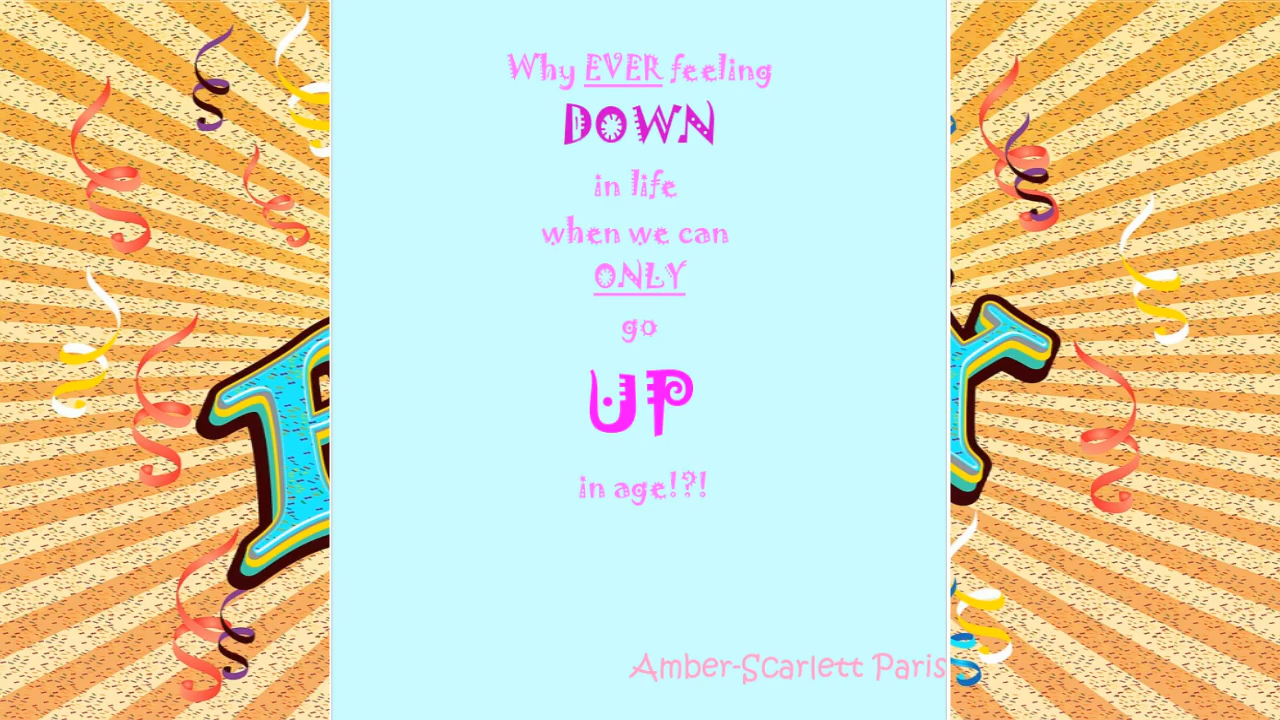 Why EVER feeling
DOWN
in life
when we can
ONLY
go
UP
in age!?!
Amber-Scarlett Paris